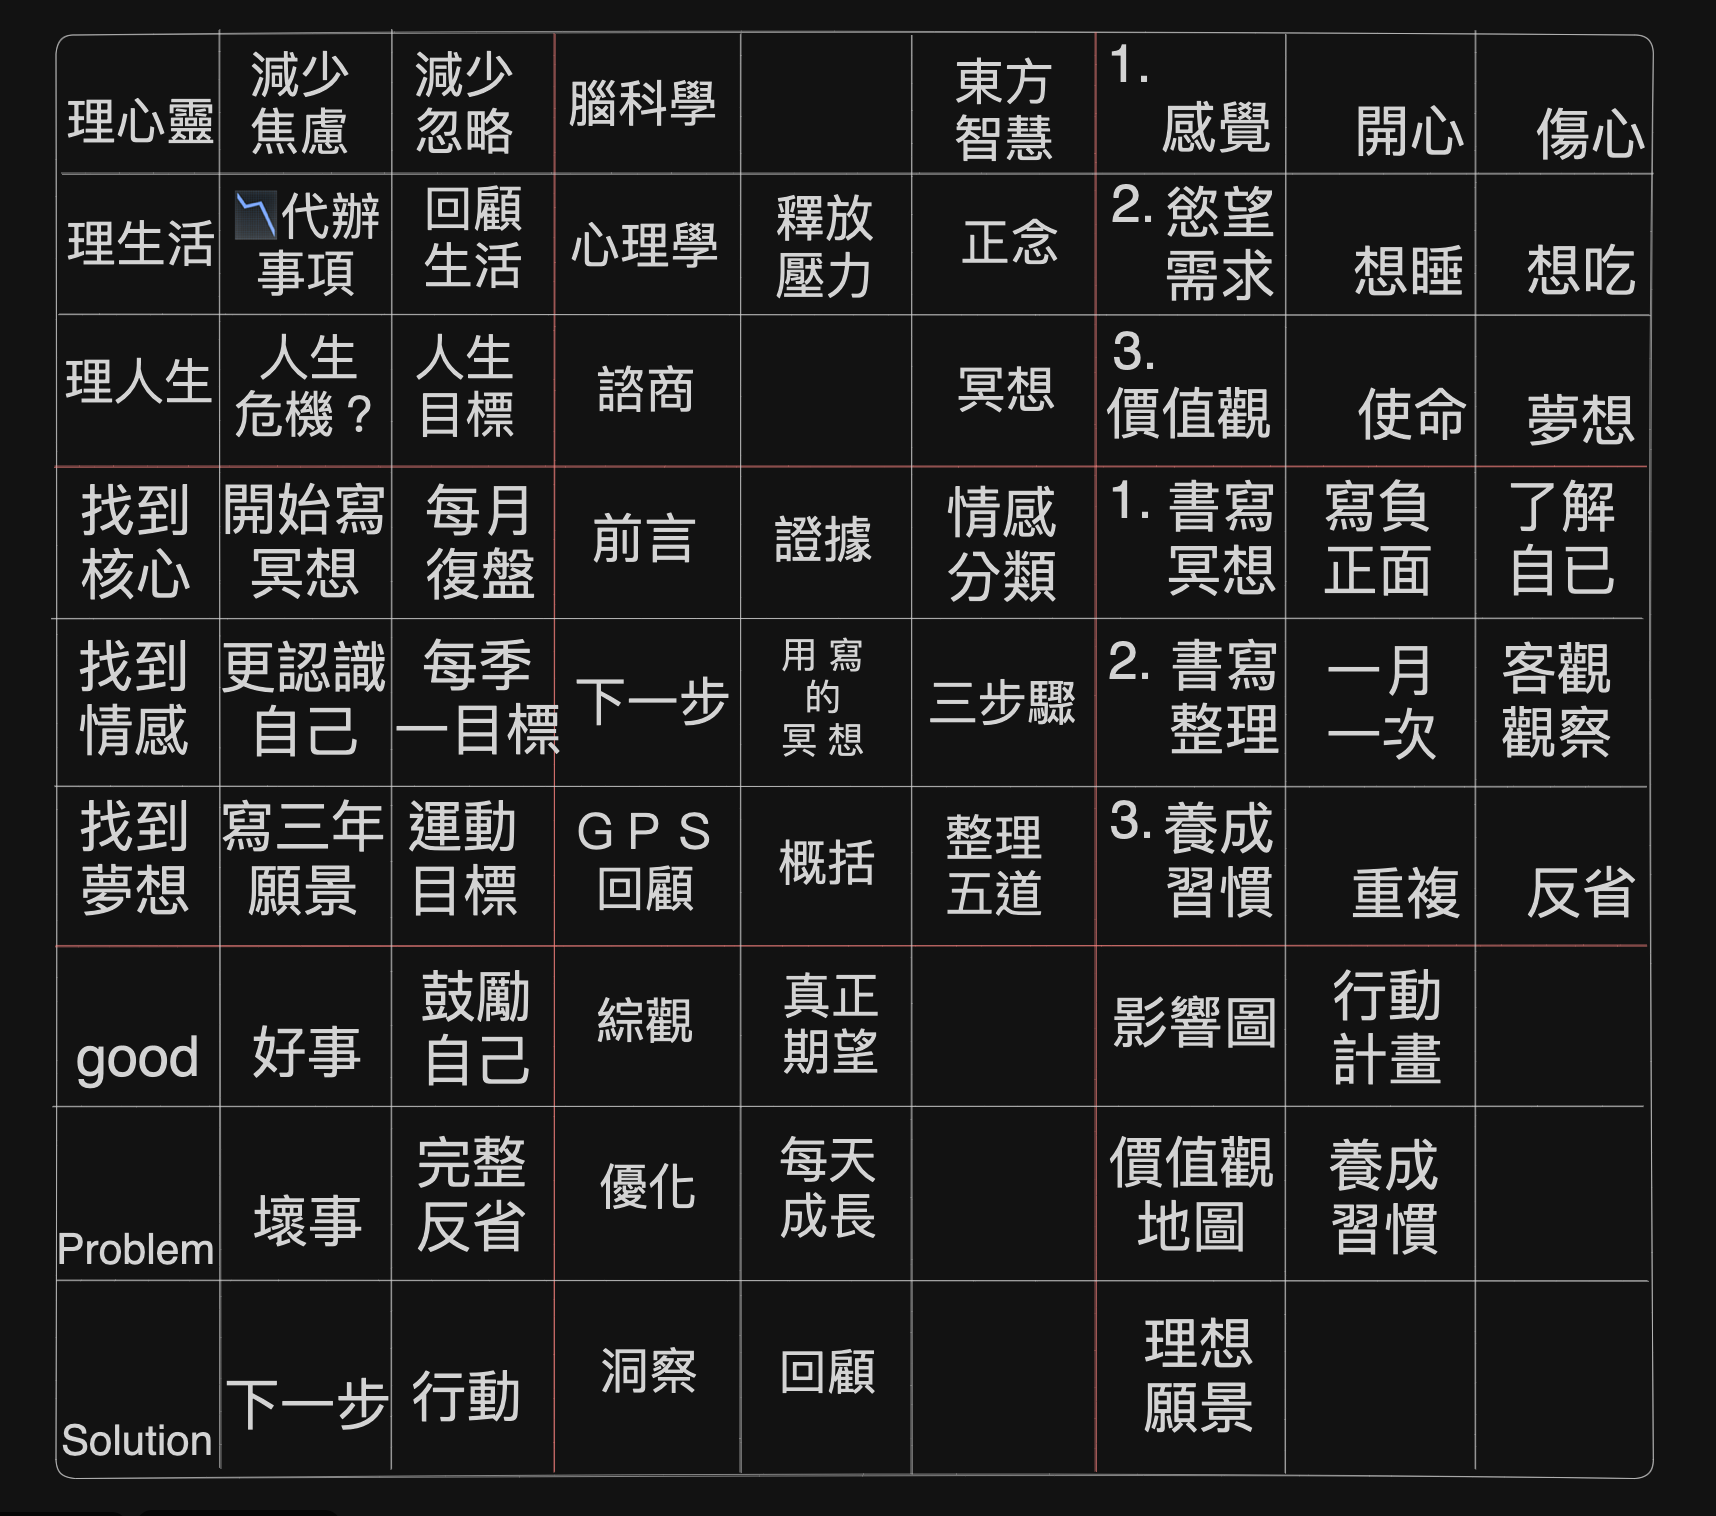 理心靈
減少
焦慮
減少
忽略
腦科學
東方
智慧
1.
感覺
開心
傷心
理生活
代辦
事項
回顧
生活
心理學
釋放
壓力
正念
2. 慾望
需求
想睡
想吃
理人生
人生
危機？
人生
目標
諮商
冥想
3.
價值觀
使命
夢想
找到
核心
開始寫
冥想
每月
復盤
前言
證據
情感
分類
1. 書寫
冥想
寫負
正面
了解
自已
找到
情感
更認識
自己
每季
一目標
下一步
用 寫
的
冥 想
三步驟
2. 書寫
整理
一月
一次
客觀
觀察
找到
夢想
寫三年
願景
運動
目標
ＧＰＳ
回顧
概括
整理
五道
3. 養成
習慣
重複
反省
good
好事
鼓勵
自己
綜觀
真正
期望
影響圖
行動
計畫
Problem
壞事
完整
反省
優化
每天
成長
價值觀
地圖
養成
習慣
Solution
下一步
行動
洞察
回顧
理想
願景